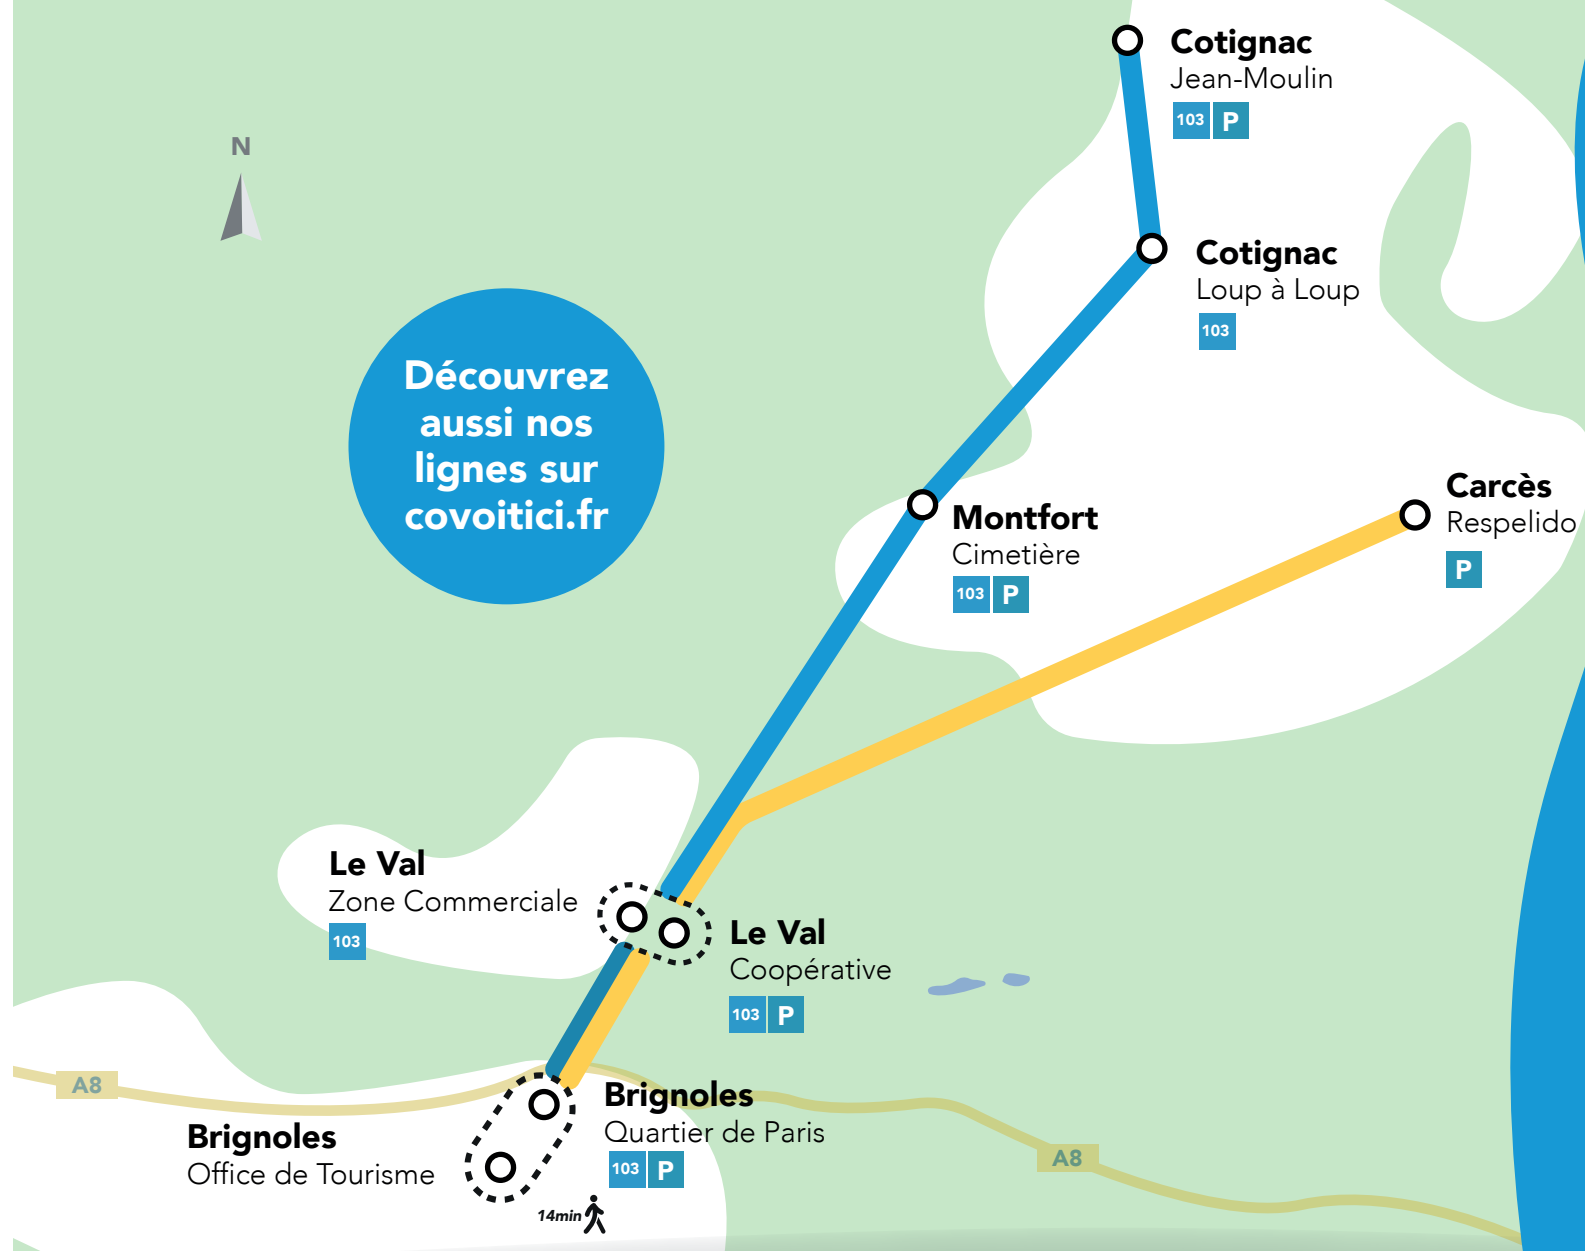 Cotignac
Jean-Moulin
103 P
N
Cotignac
Loup à Loup
103
Découvrez
aussi nos
lignes sur
covoitici.fr
Carcès
Respelido
P
Montfort
Cimetière
103 P
Le Val
Zone Commerciale
103
Le Val
Coopérative
103 P
A8
Brignoles
Quartier de Paris
103 P
Brignoles
Office de Tourisme
A8
14min